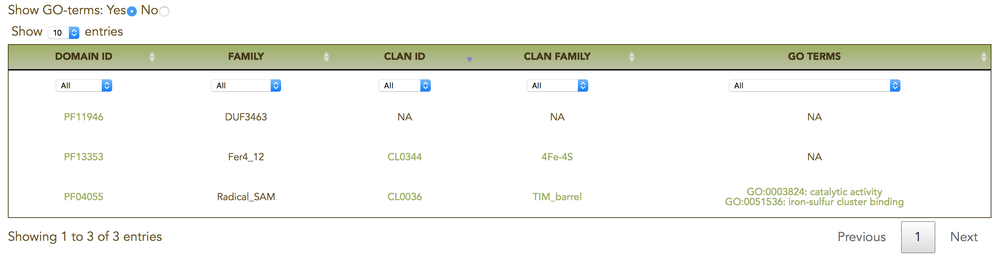 Show GO-terms: Yes No
Show 10 entries
DOMAIN ID FAMILY CLAN ID CLAN FAMILY GO TERMS
All All All All All
PF11946 DUF3463 NA NA NA
PF13353 Fer4_12 CL0344 4Fe-4S NA
PF04055 Radical_SAM CL0036 TIM_barrel GO:0003824: catalytic activity
GO:0051536: iron-sulfur cluster binding
Showing 1 to 3 of 3 entries Previous 1 Next